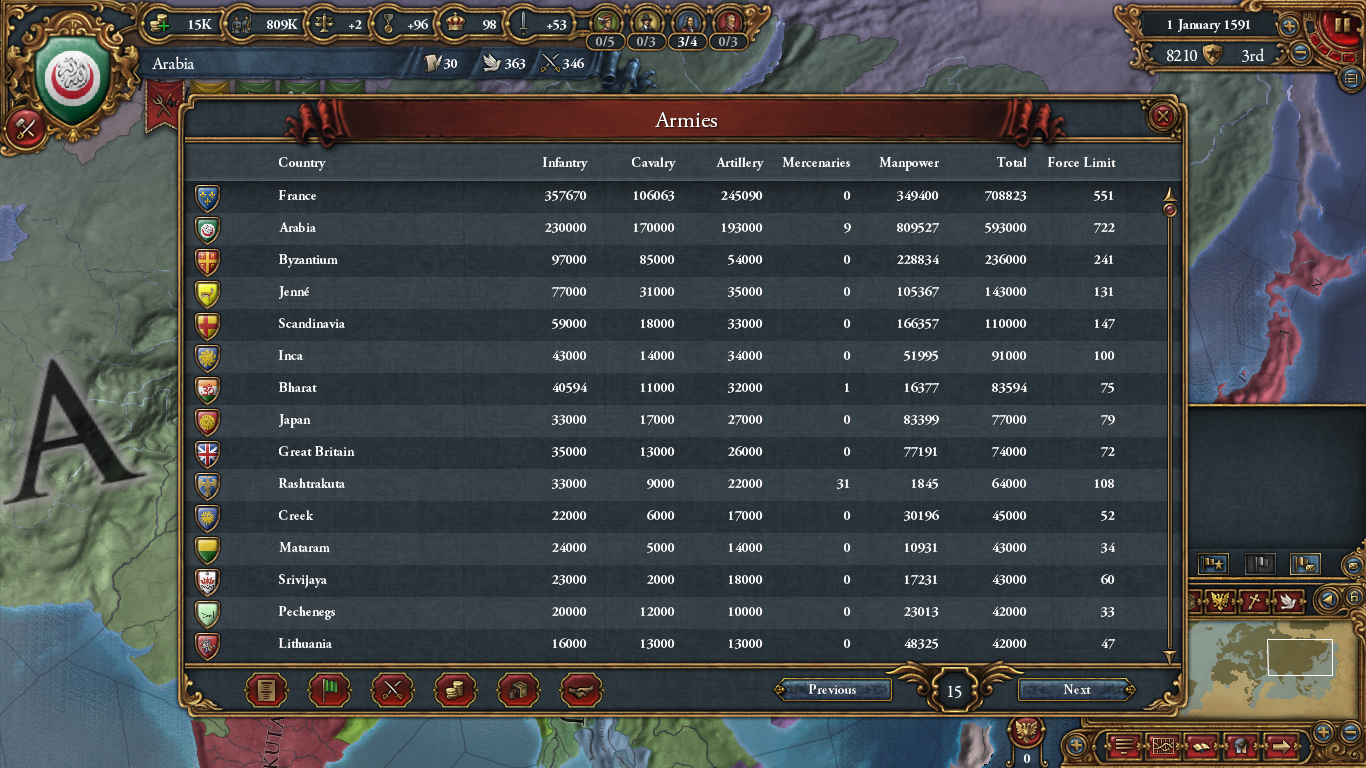 15K 809K +2 +96 98 +53 1 January 1591
0/5 0/3 3/4 0/3
8210 3rd
Arabia 30 363 346
Armies
Country Infantry Cavalry Artillery Mercenaries Manpower Total Force Limit
France 357670 106063 245090 0 349400 708823 551
Arabia 230000 170000 193000 9 809527 593000 722
Byzantium 97000 85000 54000 0 228834 236000 241
Jenné 77000 31000 35000 0 105367 143000 131
Scandinavia 59000 18000 33000 0 166357 110000 147
Inca 43000 14000 34000 0 51995 91000 100
Bharat 40594 11000 32000 1 16377 83594 75
Japan 33000 17000 27000 0 83399 77000 79
Great Britain 35000 13000 26000 0 77191 74000 72
Rashtrakuta 33000 9000 22000 31 1845 64000 108
Creek 22000 6000 17000 0 30196 45000 52
Mataram 24000 5000 14000 0 10931 43000 34
Srivijaya 23000 2000 18000 0 17231 43000 60
Pechenegs 20000 12000 10000 0 23013 42000 33
Lithuania 16000 13000 13000 0 48325 42000 47
Previous 15 Next
A
KUTA
0